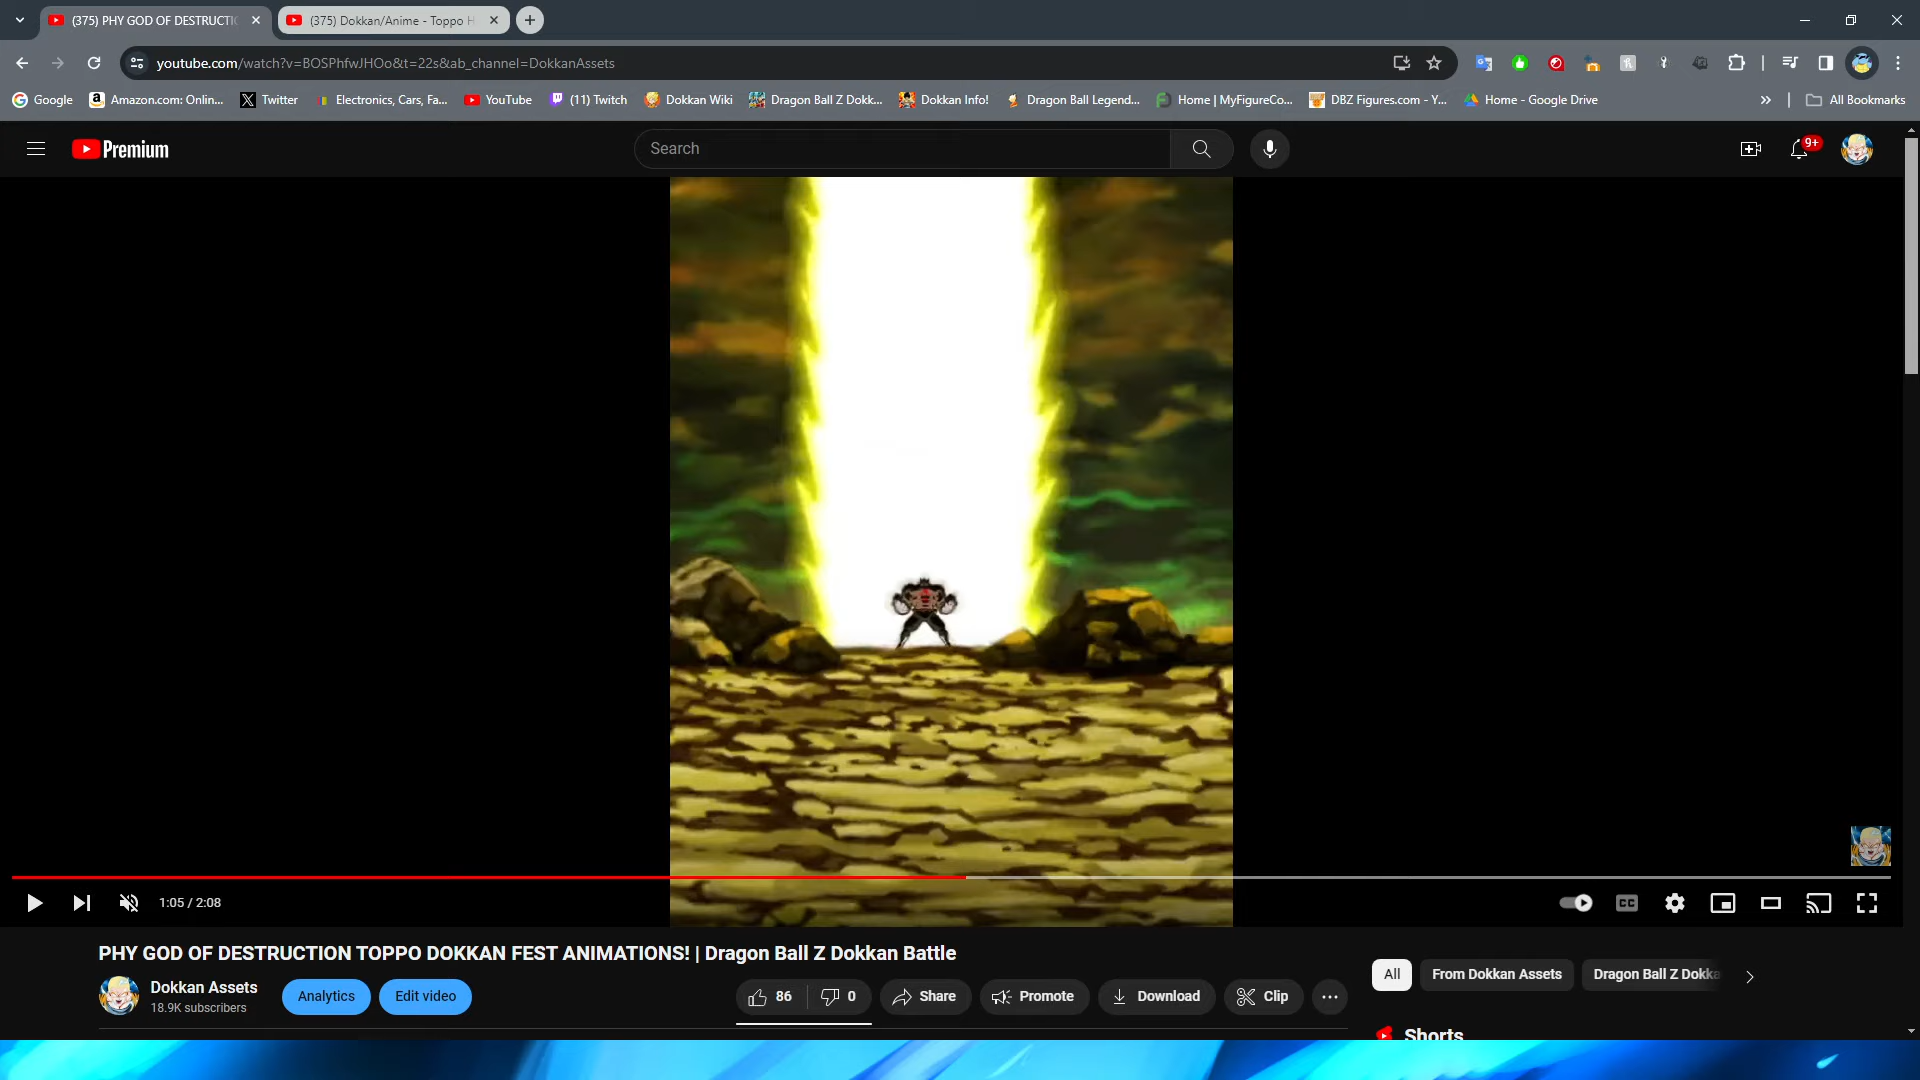 (375) PHY GOD OF DESTRUCTI
(375) Dokkan/Anime - Toppo H
youtube.com/watch?v=BOSPhfwJHOo&t=22s&ab_channel=DokkanAssets
Google
Amazon.com: Onlin...
Twitter
Electronics, Cars, Fa...
YouTube
(11) Twitch
Dokkan Wiki
Dragon Ball Z Dokk...
Dokkan Info!
Dragon Ball Legend...
Home | MyFigureCo...
DBZ Figures.com - Y...
Home - Google Drive
All Bookmarks
Premium
Search
9+
1:05 / 2:08
CC
PHY GOD OF DESTRUCTION TOPPO DOKKAN FEST ANIMATIONS! | Dragon Ball Z Dokkan Battle
Dokkan Assets
18.9K subscribers
Analytics
Edit video
86
0
Share
Promote
Download
Clip
All
From Dokkan Assets
Dragon Ball Z Dokka
Shorts